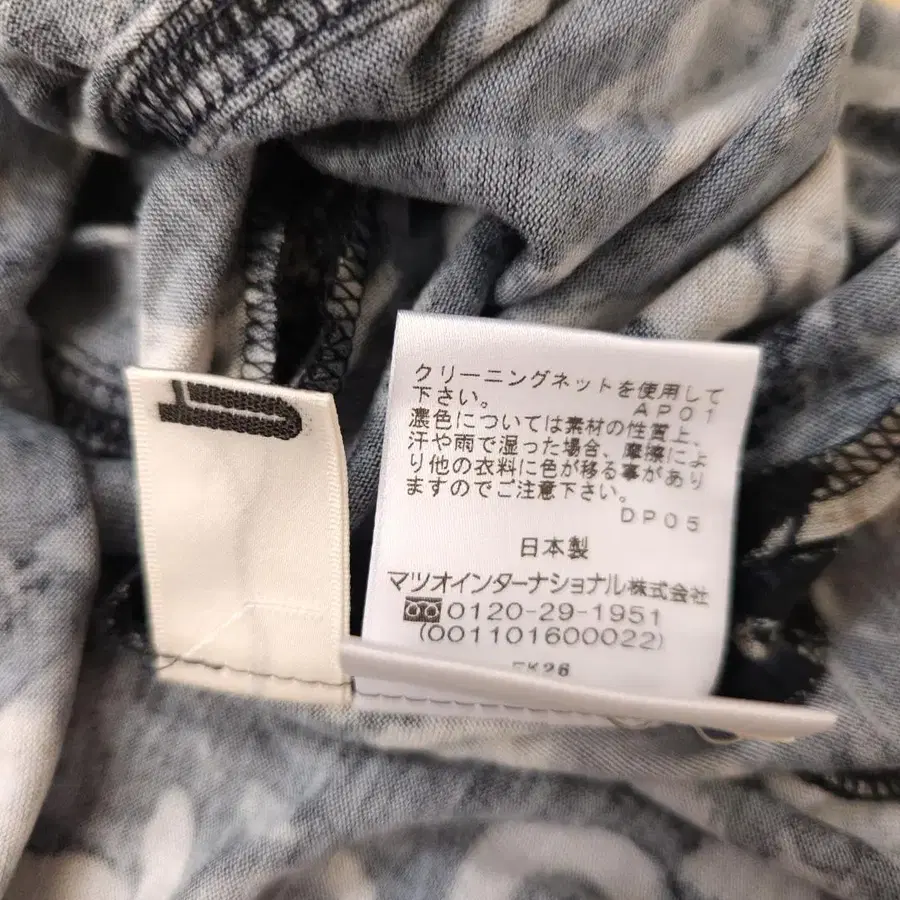 クリーニングネットを使用して
下さい。
AP01
濃色については素材の性質上、
汗や雨で湿った場合、摩擦によ
り他の衣料に色が移る事があり
ますのでご注意下さい。
DP05
日本製
マツオインターナショナル株式会社
0120-29-1951
(001101600022)